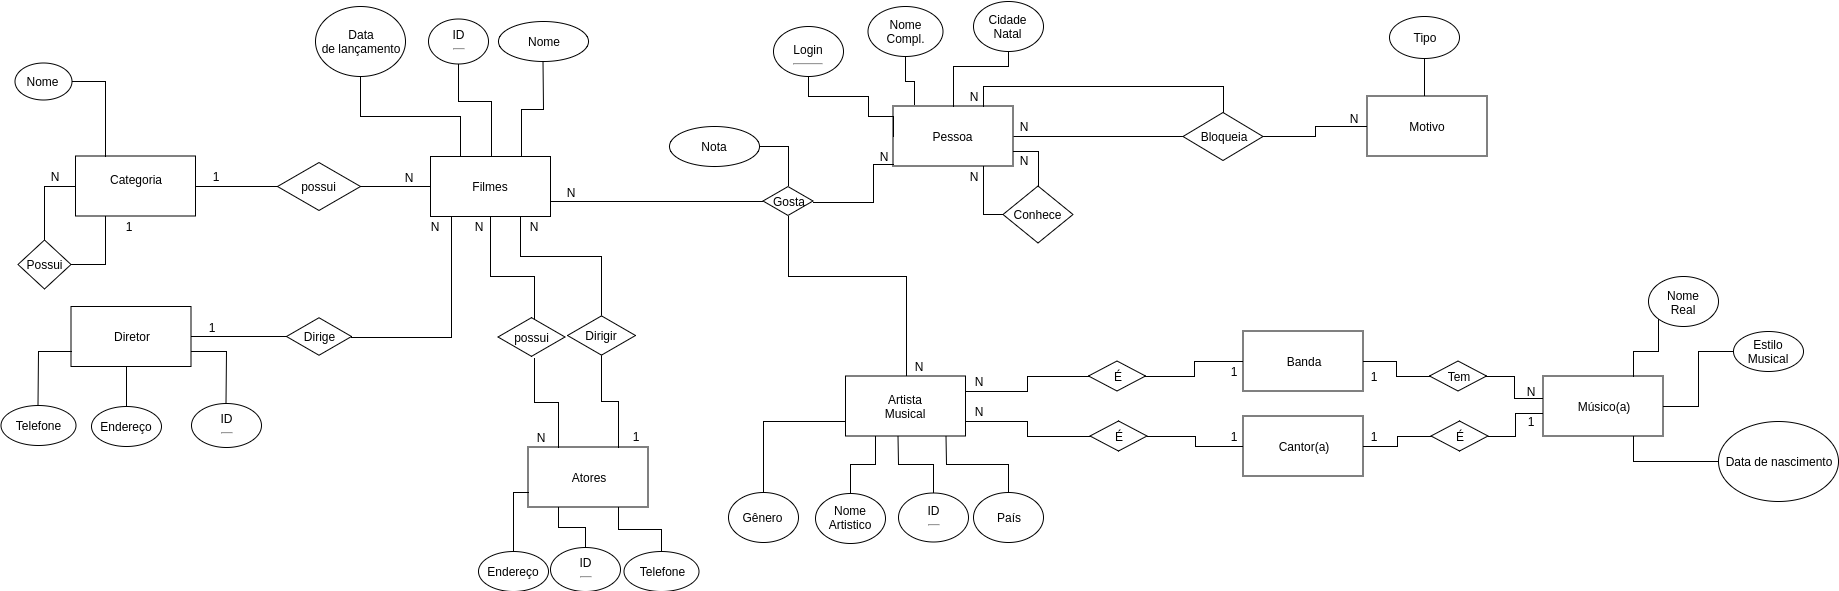 Data
de lançamento
ID
Nome
Login
Nome
Compl.
Cidade
Natal
Tipo
Nome
N
Pessoa
N
Bloqueia
N
Motivo
N
N
N
Conhece
Nota
Categoria
N
1
possui
N
Filmes
N
Gosta
1
Possui
N
N
N
Diretor
1
Dirige
possui
Dirigir
Telefone
Endereço
ID
N
1
Atores
Endereço
ID
Telefone
N
Artista
Musical
N
N
É
É
1
1
Banda
Cantor(a)
1
1
Tem
É
N
1
Músico(a)
Nome
Real
Estilo
Musical
Data de nascimento
Gênero
Nome
Artistico
ID
País